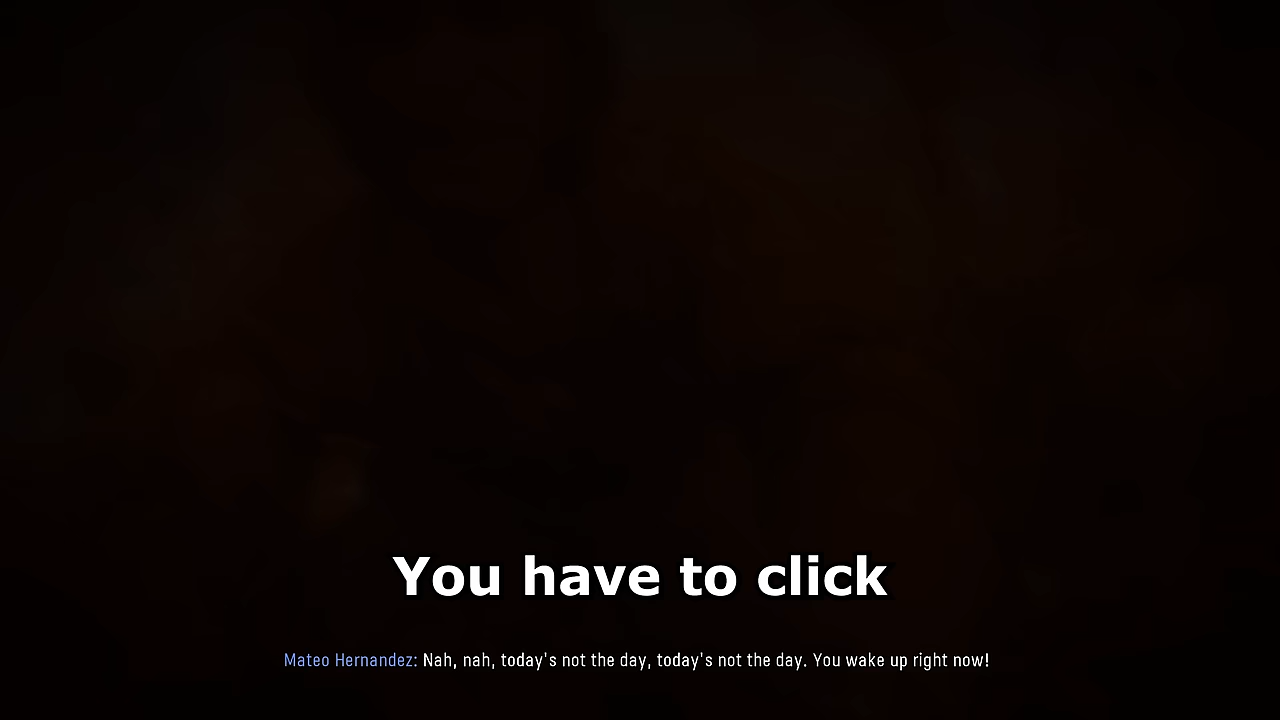 You have to click
Mateo Hernandez: Nah, nah, today's not the day, today's not the day. You wake up right now!